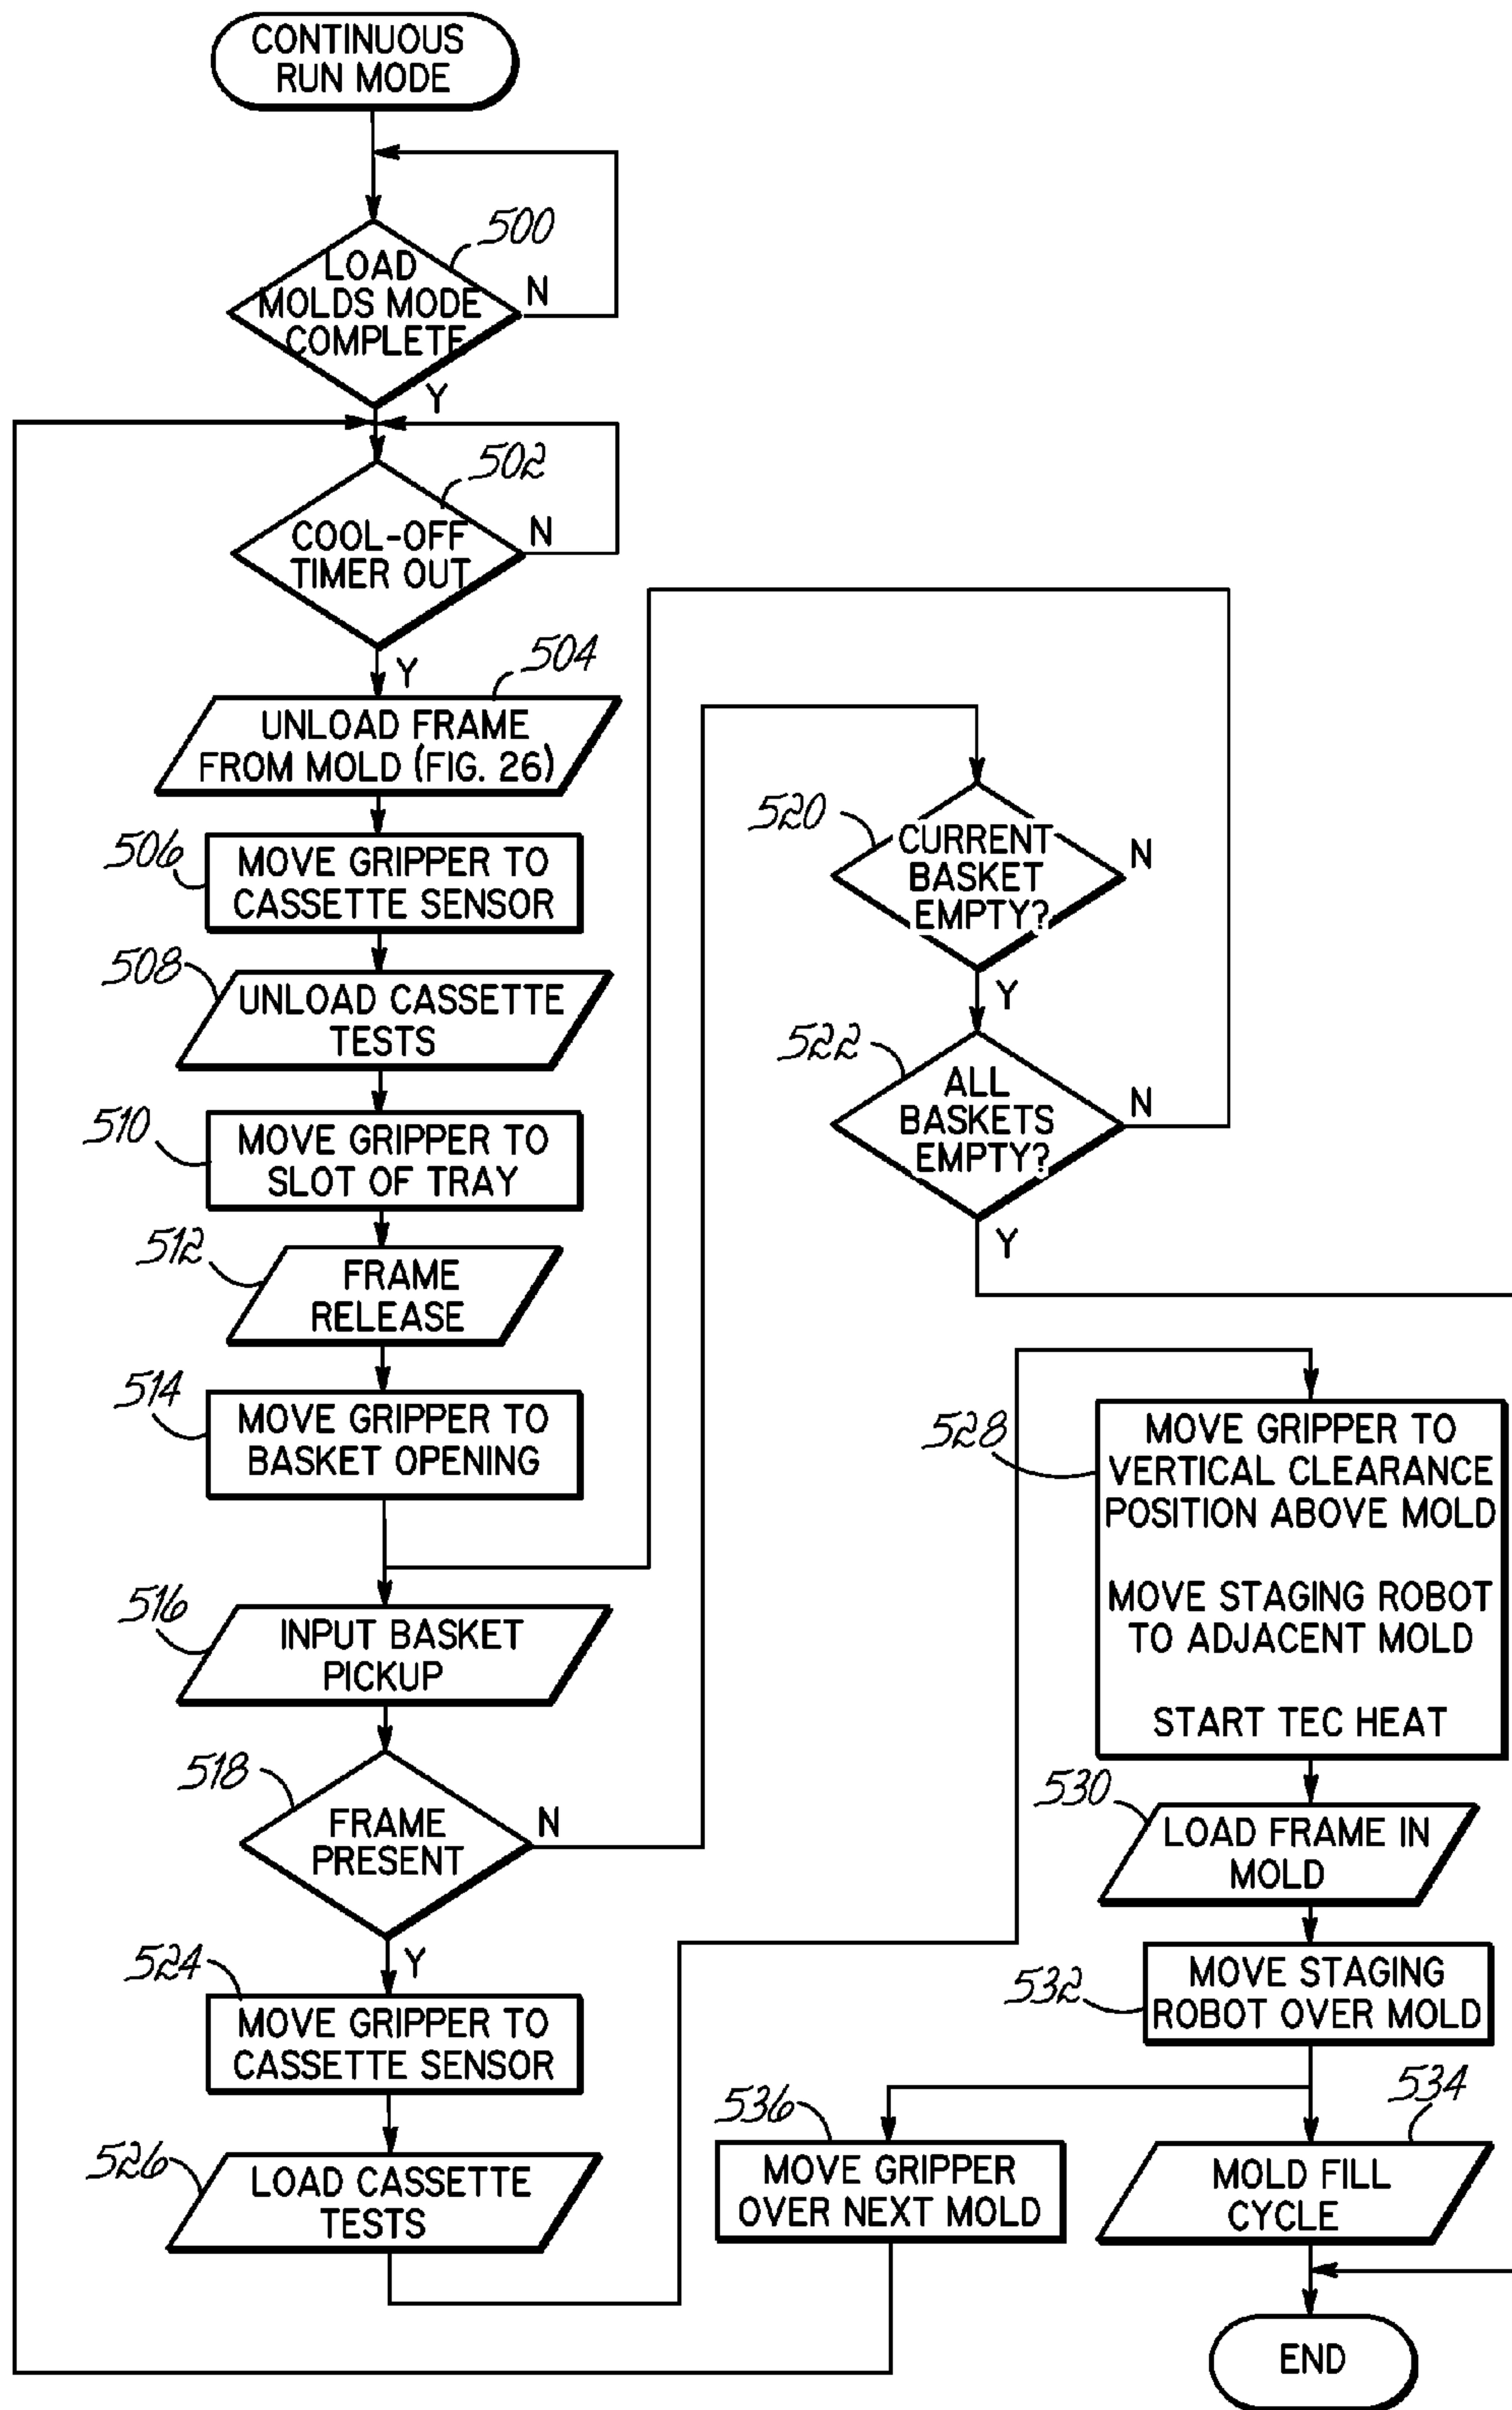 CONTINUOUS
RUN MODE
500
LOAD
MOLDS MODE
COMPLETE
N
Y
502
COOL-OFF
TIMER OUT
N
Y
504
UNLOAD FRAME
FROM MOLD (FIG. 26)
506
MOVE GRIPPER TO
CASSETTE SENSOR
508
UNLOAD CASSETTE
TESTS
510
MOVE GRIPPER TO
SLOT OF TRAY
512
FRAME
RELEASE
514
MOVE GRIPPER TO
BASKET OPENING
516
INPUT BASKET
PICKUP
518
FRAME
PRESENT
N
Y
520
CURRENT
BASKET
EMPTY?
N
Y
522
ALL
BASKETS
EMPTY?
N
Y
524
MOVE GRIPPER TO
CASSETTE SENSOR
526
LOAD CASSETTE
TESTS
528
MOVE GRIPPER TO
VERTICAL CLEARANCE
POSITION ABOVE MOLD
MOVE STAGING ROBOT
TO ADJACENT MOLD
START TEC HEAT
530
LOAD FRAME IN
MOLD
532
MOVE STAGING
ROBOT OVER MOLD
534
MOLD FILL
CYCLE
536
MOVE GRIPPER
OVER NEXT MOLD
END